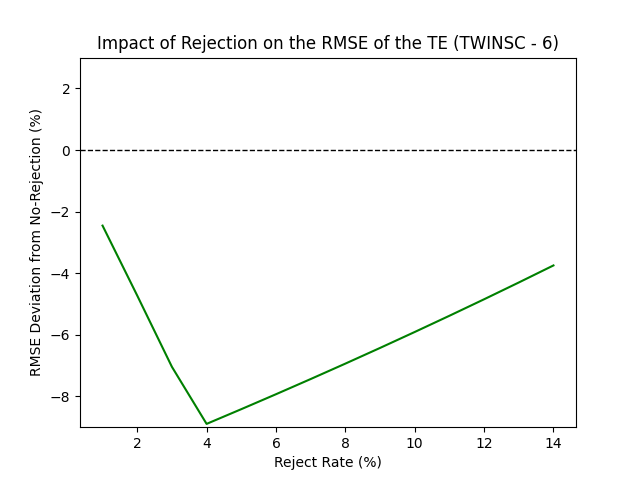 Impact of Rejection on the RMSE of the TE (TWINSC - 6)
RMSE Deviation from No-Rejection (%)
2
0
−2
−4
−6
−8
2 4 6 8 10 12 14
Reject Rate (%)